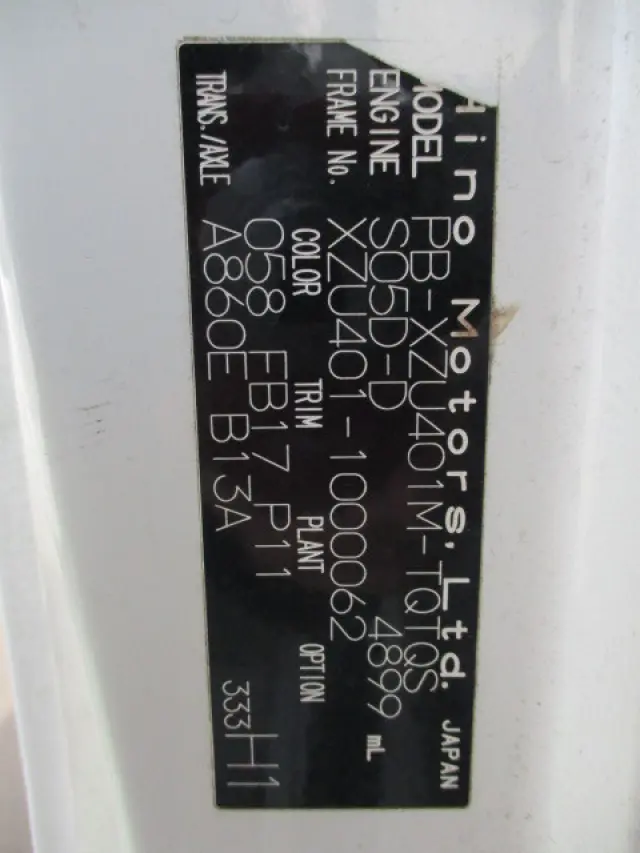 Hino Motors, Ltd. JAPAN
MODEL PB-XZU401M-TQTQS
ENGINE S05D-D 4899 mL
FRAME No. XZU401-1000062
COLOR TRIM PLANT OPTION
058 FB17 P11
TRANS./AXLE A860E B13A
333H1